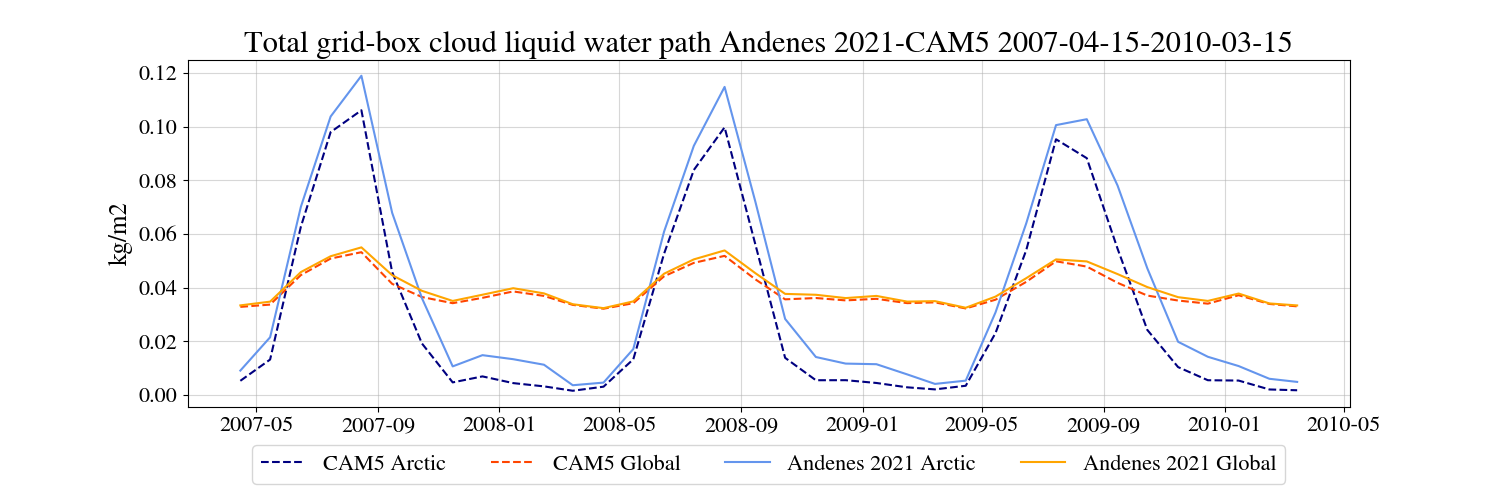 Total grid-box cloud liquid water path Andenes 2021-CAM5 2007-04-15-2010-03-15
kg/m2
0.12
0.10
0.08
0.06
0.04
0.02
0.00
2007-05 2007-09 2008-01 2008-05 2008-09 2009-01 2009-05 2009-09 2010-01 2010-05
CAM5 Arctic CAM5 Global Andenes 2021 Arctic Andenes 2021 Global